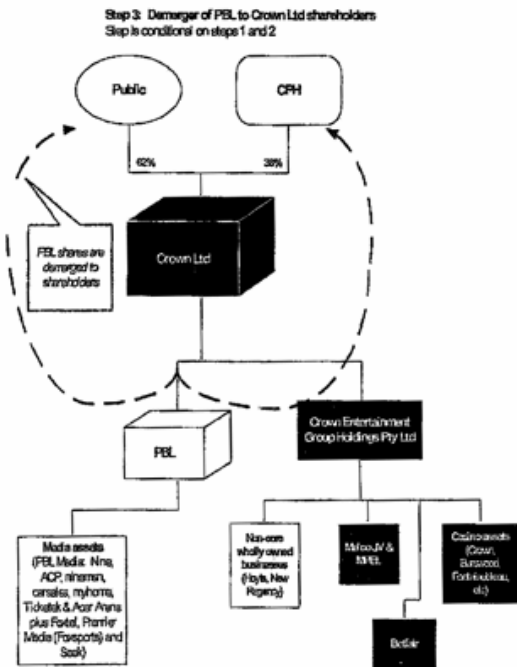 Step 3: Demerger of PBL to Crown Ltd shareholders
Step is conditional on steps 1 and 2
Public
CPH
62%
38%
PBL shares are
demerged to
shareholders
Crown Ltd
PBL
Crown Entertainment
Group Holdings Pty Ltd
Media assets
(PBL Media: Nine,
ACP, ninemsn,
carsales, myhome,
Ticketek & Acer Arena
plus Foxtel, Premier
Media (Foxsports) and
Seek)
Non-core
wholly owned
businesses
(Hoyts, New
Regency)
Melco JV &
MPBL
Casino assets
(Crown,
Burswood,
Fontainebleau,
etc)
Betfair